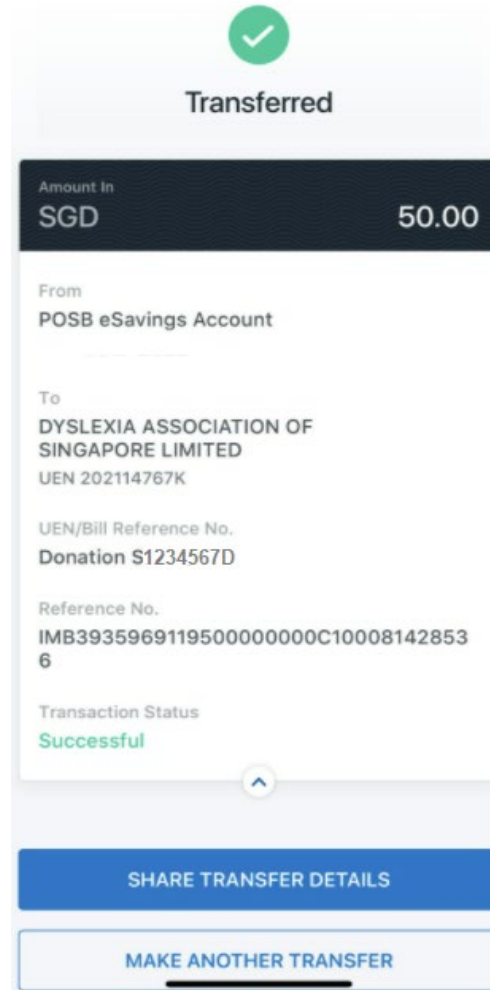 Transferred
Amount In
SGD 50.00
From
POSB eSavings Account
To
DYSLEXIA ASSOCIATION OF
SINGAPORE LIMITED
UEN 202114767K
UEN/Bill Reference No.
Donation S1234567D
Reference No.
IMB3935969119500000000C10008142853
6
Transaction Status
Successful
SHARE TRANSFER DETAILS
MAKE ANOTHER TRANSFER